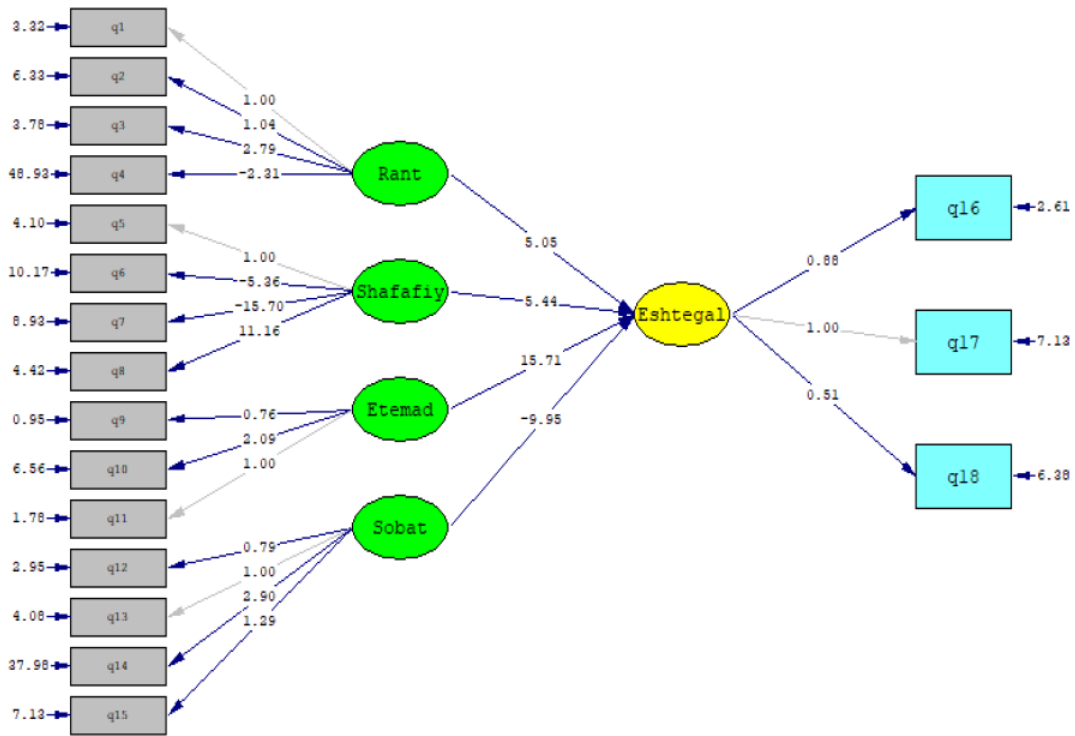 3.32 q1
6.33 q2
3.78 q3
48.93 q4
4.10 q5
10.17 q6
8.93 q7
4.42 q8
0.95 q9
6.56 q10
1.78 q11
2.95 q12
4.08 q13
37.98 q14
7.13 q15
1.00
1.04
2.79
-2.31
1.00
-5.36
-15.70
11.16
0.76
2.09
1.00
0.79
1.00
2.90
1.29
Rant
Shafafiy
Etemad
Sobat
5.05
5.44
15.71
-9.95
Eshtegal
0.88
1.00
0.51
q16 2.61
q17 7.13
q18 6.38